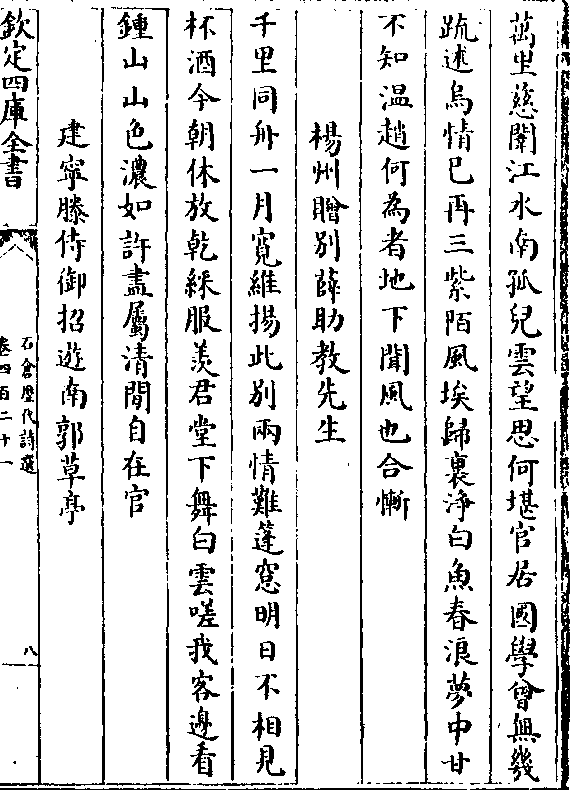 萬里慈闈江水南孤兒雲望思何堪官居國學曾無幾
疏述烏情已再三紫陌風埃歸裏浄白魚春浪夢中甘
不知温趙何為者地下聞風也合慚
楊州贈别薛助教先生
千里同舟一月寛維揚此别兩情難蓬窓明日不相見
杯酒今朝休放乾綵服羡君堂下舞白雲嗟我客邊看
鍾山山色濃如許盡屬清閒自在官
建寧滕侍御招遊南郭草亭
欽定四庫全書
石倉歴代詩選
卷四百二十一
八